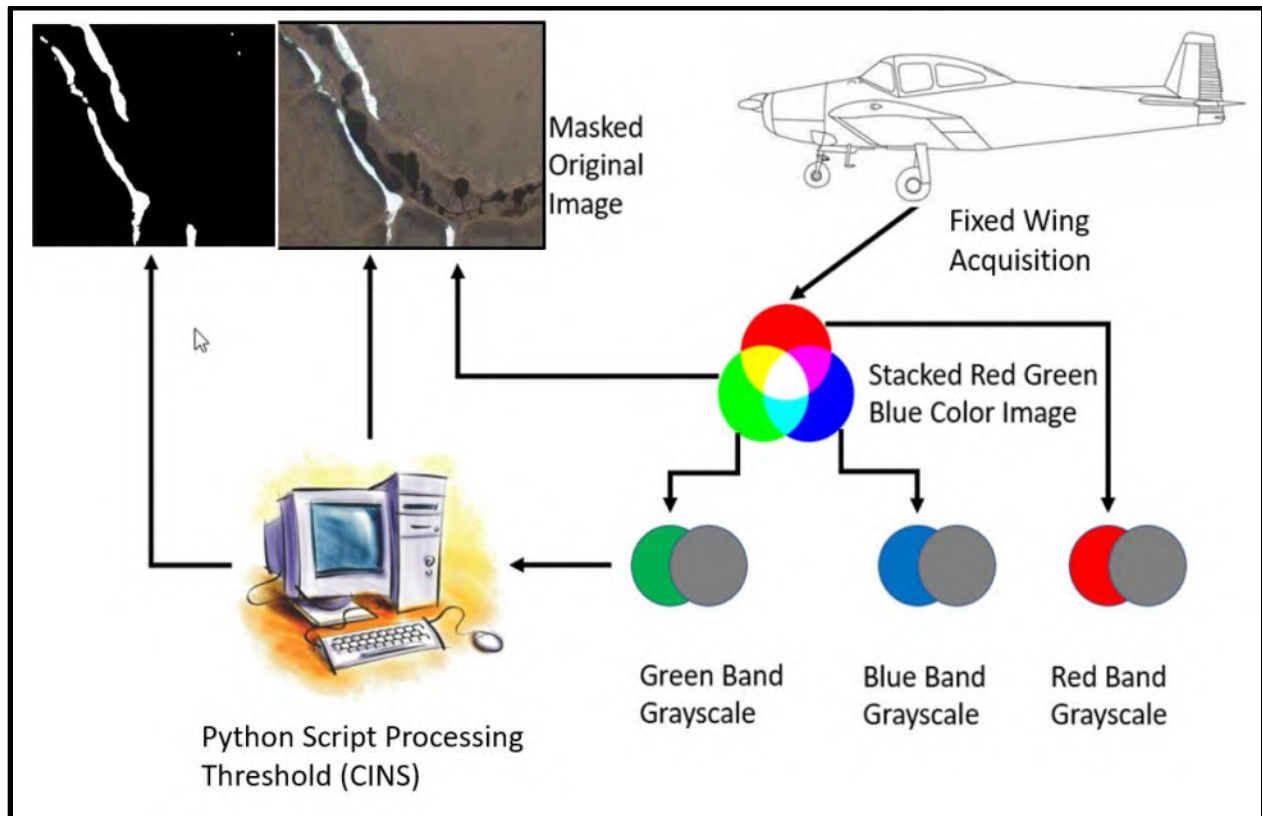 Masked
Original
Image
Fixed Wing
Acquisition
Stacked Red Green
Blue Color Image
Green Band
Grayscale
Blue Band
Grayscale
Red Band
Grayscale
Python Script Processing
Threshold (CINS)